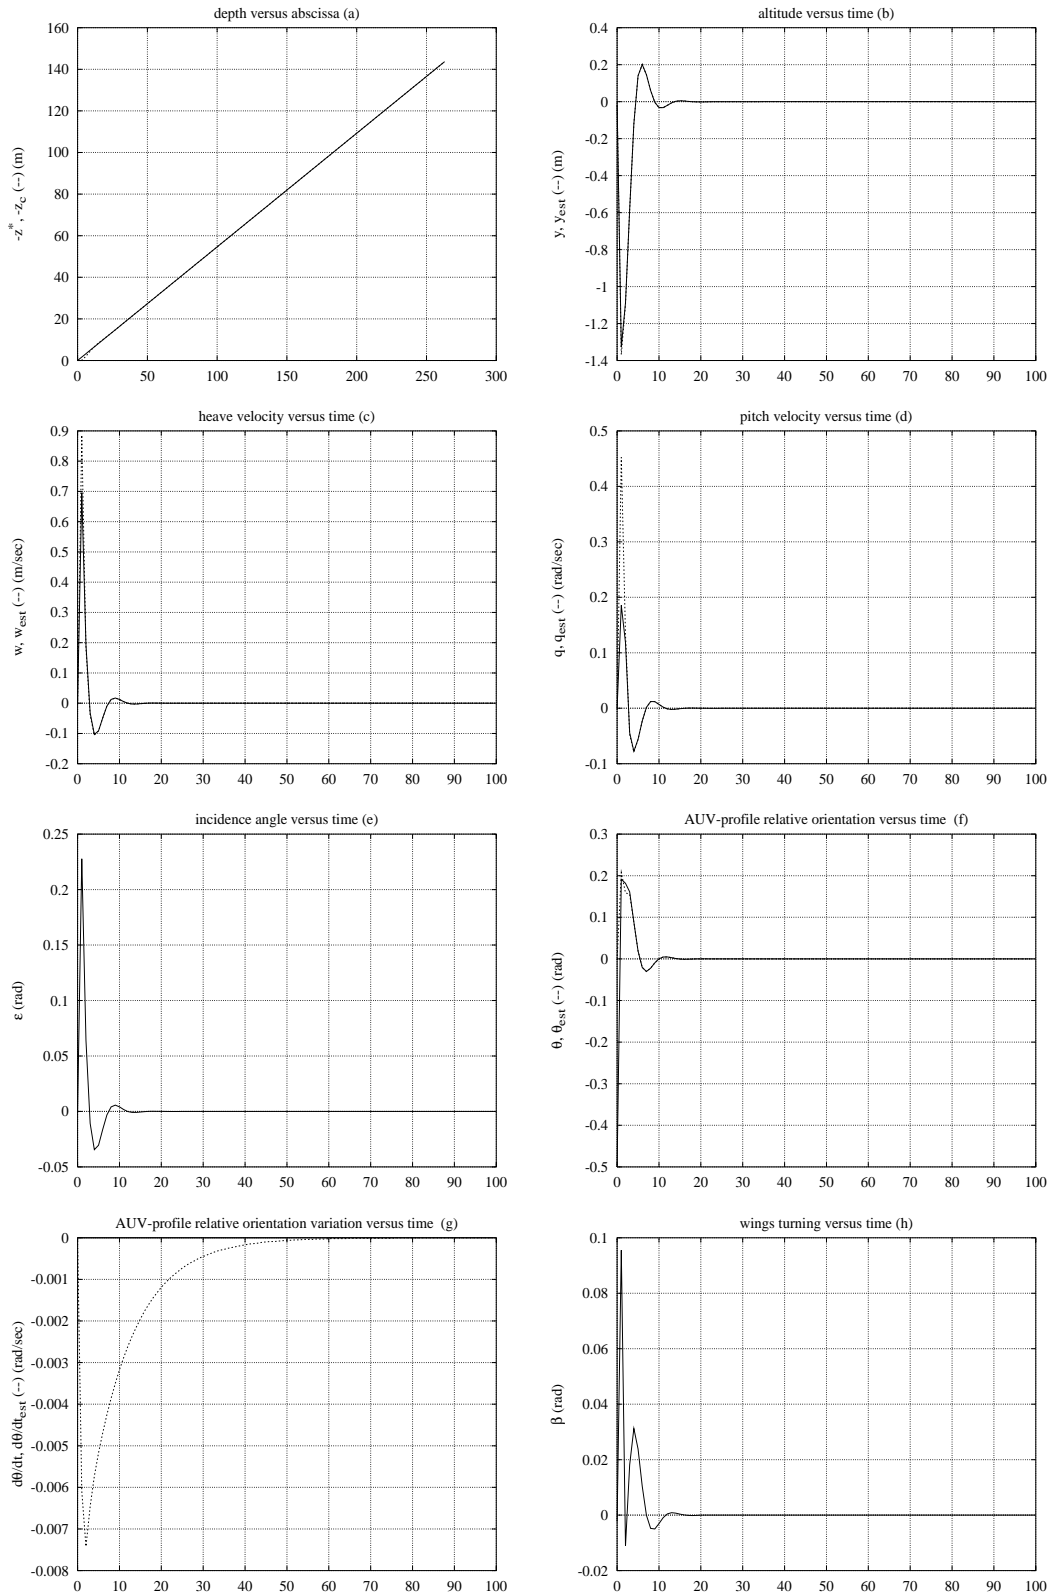 depth versus abscissa (a)
160
140
120
100
80
60
40
20
0
-z*, -z_c (--) (m)
0 50 100 150 200 250 300
altitude versus time (b)
0.4
0.2
0
-0.2
-0.4
-0.6
-0.8
-1
-1.2
-1.4
y, y_est (--) (m)
0 10 20 30 40 50 60 70 80 90 100
heave velocity versus time (c)
0.9
0.8
0.7
0.6
0.5
0.4
0.3
0.2
0.1
0
-0.1
-0.2
w, w_est (--) (m/sec)
0 10 20 30 40 50 60 70 80 90 100
pitch velocity versus time (d)
0.5
0.4
0.3
0.2
0.1
0
-0.1
q, q_est (--) (rad/sec)
0 10 20 30 40 50 60 70 80 90 100
incidence angle versus time (e)
0.25
0.2
0.15
0.1
0.05
0
-0.05
ε (rad)
0 10 20 30 40 50 60 70 80 90 100
AUV-profile relative orientation versus time (f)
0.3
0.2
0.1
0
-0.1
-0.2
-0.3
-0.4
-0.5
θ, θ_est (--) (rad)
0 10 20 30 40 50 60 70 80 90 100
AUV-profile relative orientation variation versus time (g)
0
-0.001
-0.002
-0.003
-0.004
-0.005
-0.006
-0.007
-0.008
dθ/dt, dθ/dt_est (--) (rad/sec)
0 10 20 30 40 50 60 70 80 90 100
wings turning versus time (h)
0.1
0.08
0.06
0.04
0.02
0
-0.02
β (rad)
0 10 20 30 40 50 60 70 80 90 100